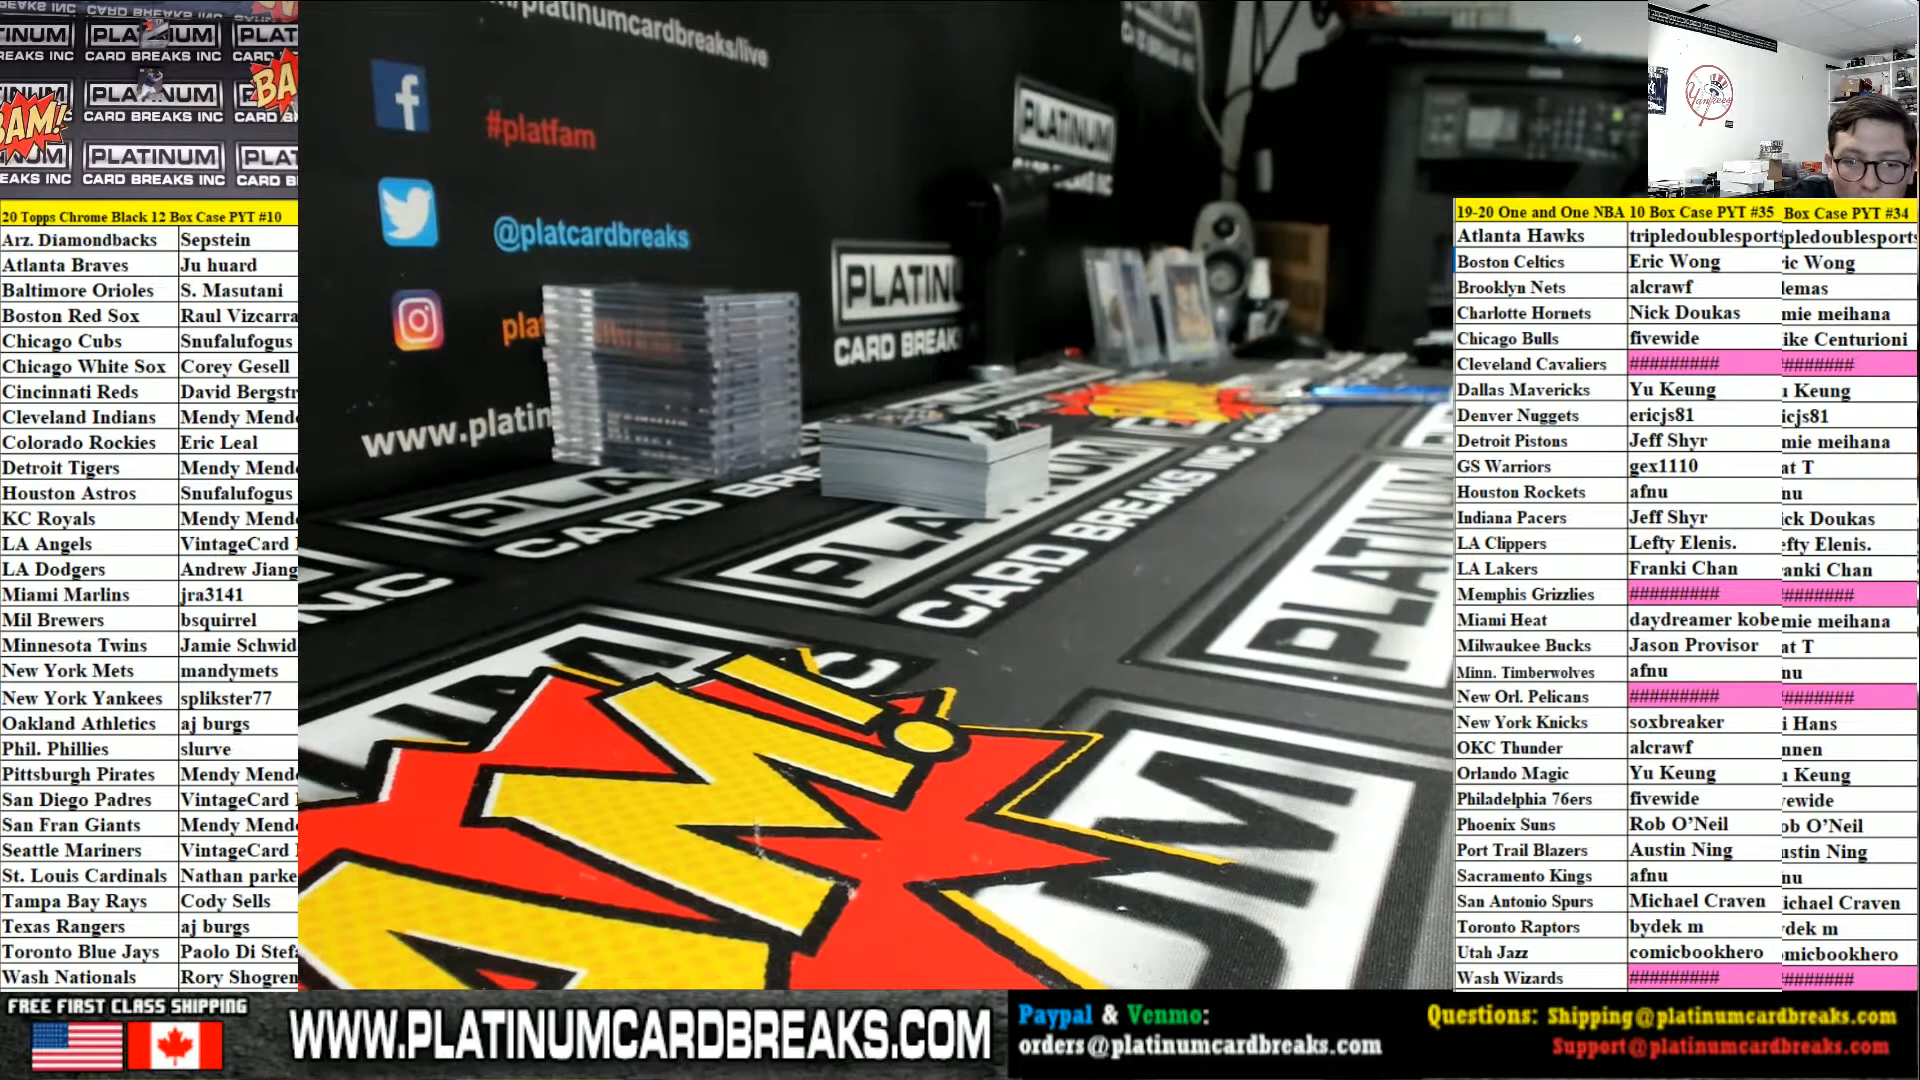 platinumcardbreaks/live
#platfam
@platcardbreaks
PLATINUM
CARD BREAKS INC
BAM!
20 Topps Chrome Black 12 Box Case PYT #10
Arz. Diamondbacks Sepstein
Atlanta Braves Ju huard
Baltimore Orioles S. Masutani
Boston Red Sox Raul Vizcarra
Chicago Cubs Snufalufogus
Chicago White Sox Corey Gesell
Cincinnati Reds David Bergstr
Cleveland Indians Mendy Mend
Colorado Rockies Eric Leal
Detroit Tigers Mendy Mend
Houston Astros Snufalufogus
KC Royals Mendy Mend
LA Angels VintageCard
LA Dodgers Andrew Jiang
Miami Marlins jra3141
Mil Brewers bsquirrel
Minnesota Twins Jamie Schwid
New York Mets mandymets
New York Yankees splikster77
Oakland Athletics aj burgs
Phil. Phillies slurve
Pittsburgh Pirates Mendy Mend
San Diego Padres VintageCard
San Fran Giants Mendy Mend
Seattle Mariners VintageCard
St. Louis Cardinals Nathan parke
Tampa Bay Rays Cody Sells
Texas Rangers aj burgs
Toronto Blue Jays Paolo Di Stef
Wash Nationals Rory Shogren
www.platin
Yankees
19-20 One and One NBA 10 Box Case PYT #35 Box Case PYT #34
Atlanta Hawks tripledoublesports pledoublesports
Boston Celtics Eric Wong ric Wong
Brooklyn Nets alcrawf lemas
Charlotte Hornets Nick Doukas mie meihana
Chicago Bulls fivewide ike Centurioni
Cleveland Cavaliers ######### #######
Dallas Mavericks Yu Keung u Keung
Denver Nuggets ericjs81 icjs81
Detroit Pistons Jeff Shyr mie meihana
GS Warriors gex1110 at T
Houston Rockets afnu nu
Indiana Pacers Jeff Shyr ick Doukas
LA Clippers Lefty Elenis. efty Elenis.
LA Lakers Franki Chan anki Chan
Memphis Grizzlies ######### #######
Miami Heat daydreamer kobe mie meihana
Milwaukee Bucks Jason Provisor at T
Minn. Timberwolves afnu nu
New Orl. Pelicans ######### #######
New York Knicks soxbreaker i Hans
OKC Thunder alcrawf nnen
Orlando Magic Yu Keung u Keung
Philadelphia 76ers fivewide vewide
Phoenix Suns Rob O'Neil ob O'Neil
Port Trail Blazers Austin Ning ustin Ning
Sacramento Kings afnu nu
San Antonio Spurs Michael Craven ichael Craven
Toronto Raptors bydek m ydek m
Utah Jazz comicbookhero omicbookhero
Wash Wizards ######### #######
FREE FIRST CLASS SHIPPING
WWW.PLATINUMCARDBREAKS.COM
Paypal & Venmo:
orders@platinumcardbreaks.com
Questions: Shipping@platinumcardbreaks.com
Support@platinumcardbreaks.com